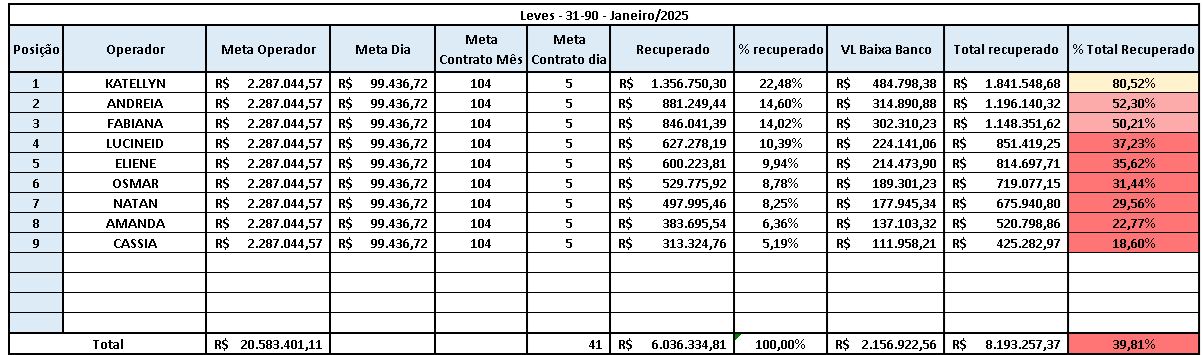 Leves - 31-90 - Janeiro/2025
Posição Operador Meta Operador Meta Dia Meta Contrato Mês Meta Contrato dia Recuperado % recuperado VL Baixa Banco Total recuperado % Total Recuperado
1 KATELLYN R$ 2.287.044,57 R$ 99.436,72 104 5 R$ 1.356.750,30 22,48% R$ 484.798,38 R$ 1.841.548,68 80,52%
2 ANDREIA R$ 2.287.044,57 R$ 99.436,72 104 5 R$ 881.249,44 14,60% R$ 314.890,88 R$ 1.196.140,32 52,30%
3 FABIANA R$ 2.287.044,57 R$ 99.436,72 104 5 R$ 846.041,39 14,02% R$ 302.310,23 R$ 1.148.351,62 50,21%
4 LUCINEID R$ 2.287.044,57 R$ 99.436,72 104 5 R$ 627.278,19 10,39% R$ 224.141,06 R$ 851.419,25 37,23%
5 ELIENE R$ 2.287.044,57 R$ 99.436,72 104 5 R$ 600.223,81 9,94% R$ 214.473,90 R$ 814.697,71 35,62%
6 OSMAR R$ 2.287.044,57 R$ 99.436,72 104 5 R$ 529.775,92 8,78% R$ 189.301,23 R$ 719.077,15 31,44%
7 NATAN R$ 2.287.044,57 R$ 99.436,72 104 5 R$ 497.995,46 8,25% R$ 177.945,34 R$ 675.940,80 29,56%
8 AMANDA R$ 2.287.044,57 R$ 99.436,72 104 5 R$ 383.695,54 6,36% R$ 137.103,32 R$ 520.798,86 22,77%
9 CASSIA R$ 2.287.044,57 R$ 99.436,72 104 5 R$ 313.324,76 5,19% R$ 111.958,21 R$ 425.282,97 18,60%
Total R$ 20.583.401,11 41 R$ 6.036.334,81 100,00% R$ 2.156.922,56 R$ 8.193.257,37 39,81%